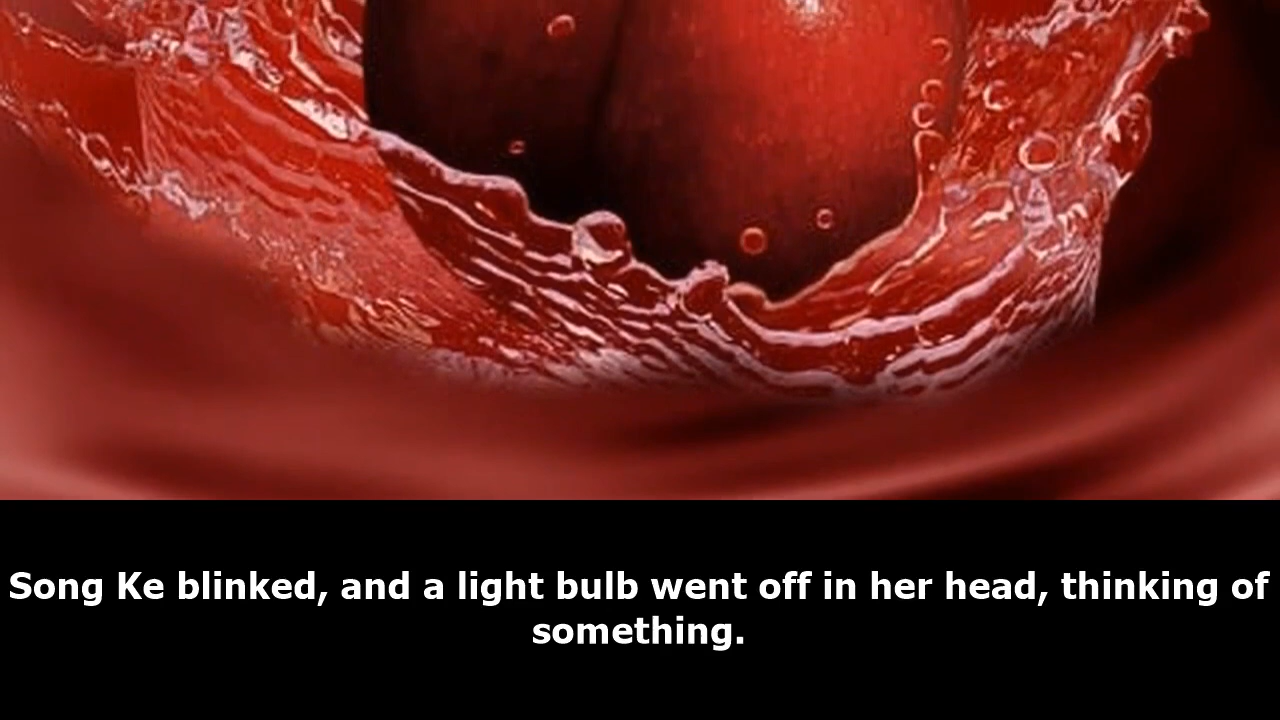 Song Ke blinked, and a light bulb went off in her head, thinking of
something.